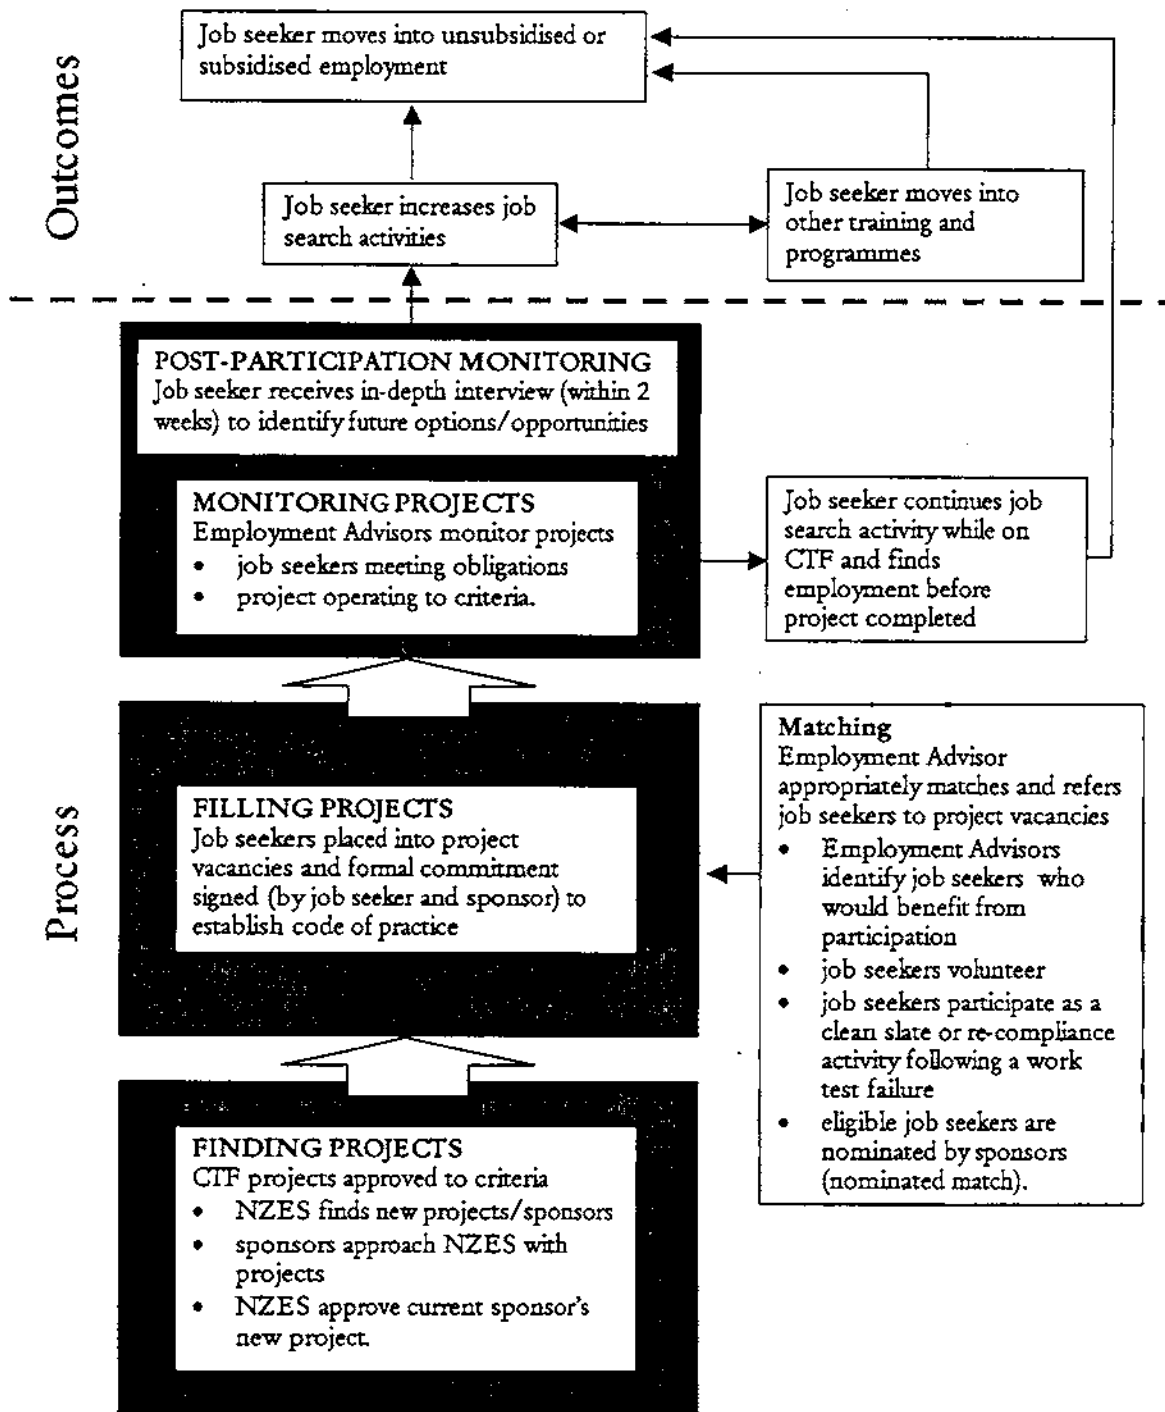 Outcomes
Job seeker moves into unsubsidised or
subsidised employment
Job seeker increases job
search activities
Job seeker moves into
other training and
programmes
POST-PARTICIPATION MONITORING
Job seeker receives in-depth interview (within 2
weeks) to identify future options/opportunities
MONITORING PROJECTS
Employment Advisors monitor projects
• job seekers meeting obligations
• project operating to criteria.
Job seeker continues job
search activity while on
CTF and finds
employment before
project completed
Process
FILLING PROJECTS
Job seekers placed into project
vacancies and formal commitment
signed (by job seeker and sponsor) to
establish code of practice
Matching
Employment Advisor
appropriately matches and refers
job seekers to project vacancies
• Employment Advisors
identify job seekers who
would benefit from
participation
• job seekers volunteer
• job seekers participate as a
clean slate or re-compliance
activity following a work
test failure
• eligible job seekers are
nominated by sponsors
(nominated match).
FINDING PROJECTS
CTF projects approved to criteria
• NZES finds new projects/sponsors
• sponsors approach NZES with
projects
• NZES approve current sponsor's
new project.